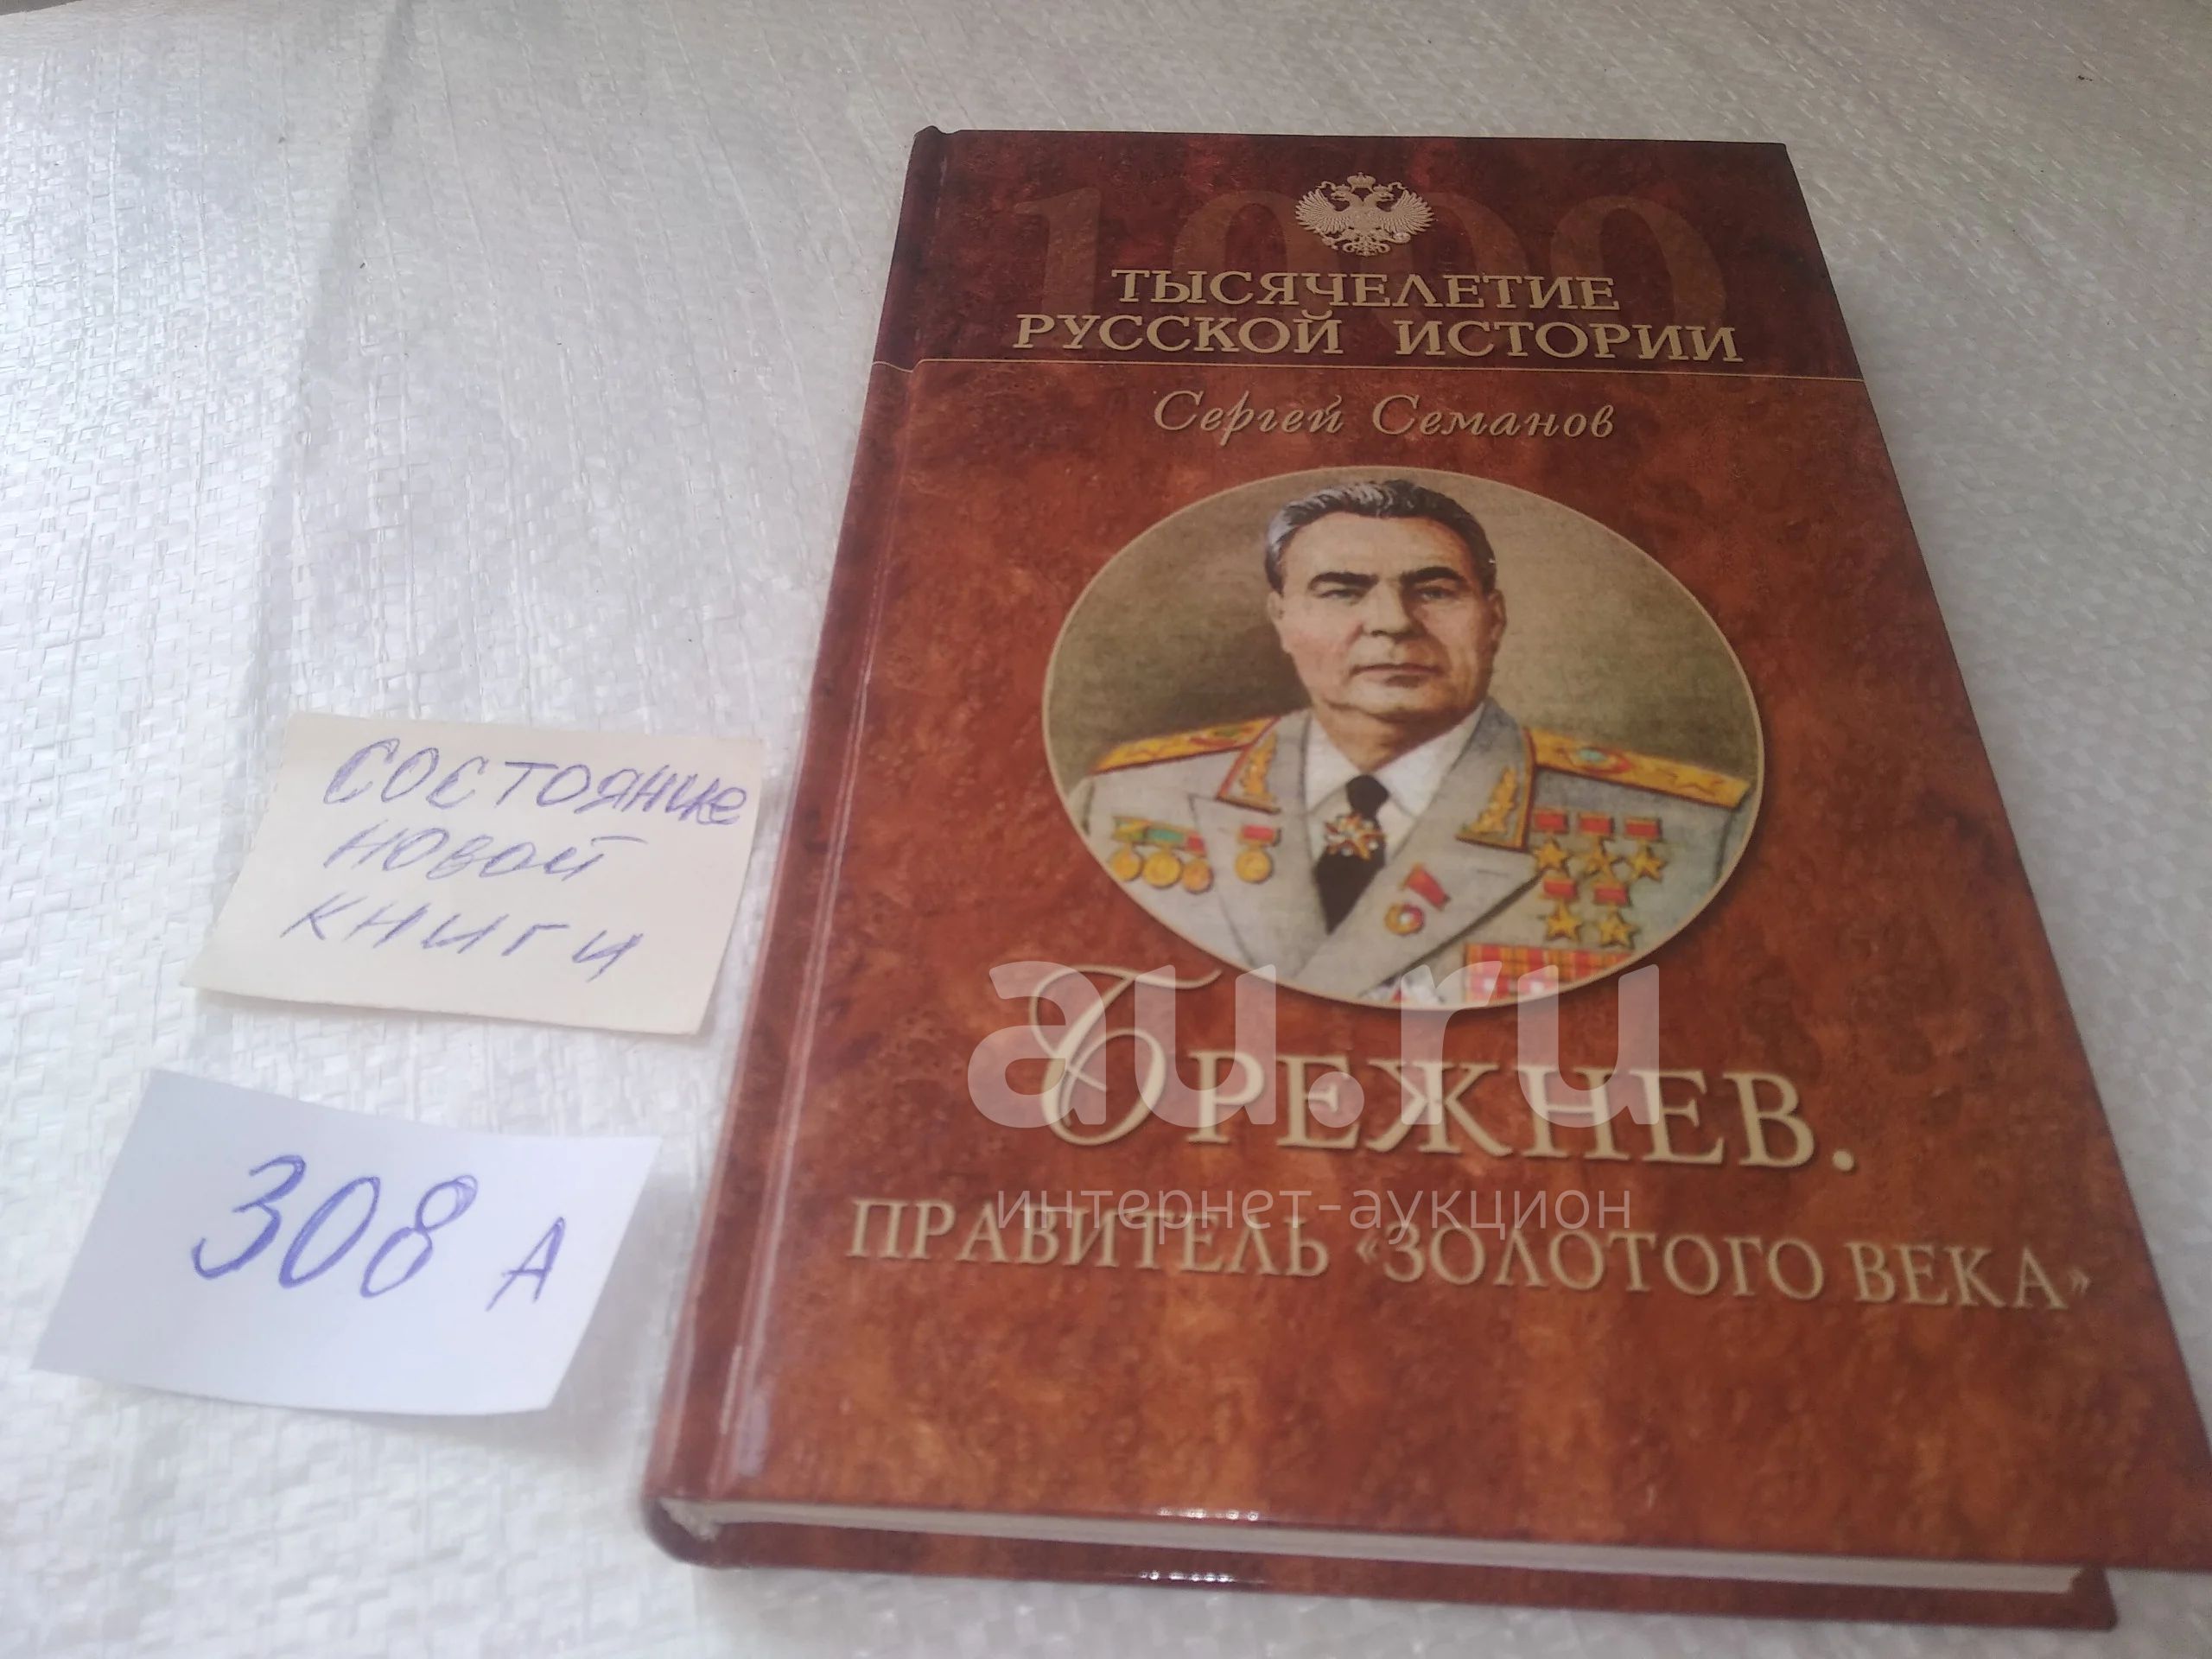 1000
ТЫСЯЧЕЛЕТИЕ
РУССКОЙ ИСТОРИИ
Сергей Семанов
БРЕЖНЕВ.
ПРАВИТЕЛЬ «ЗОЛОТОГО ВЕКА»
au.ru
интернет-аукцион
СОСТОЯНИе
НОВОЙ
КНИГИ
308 А